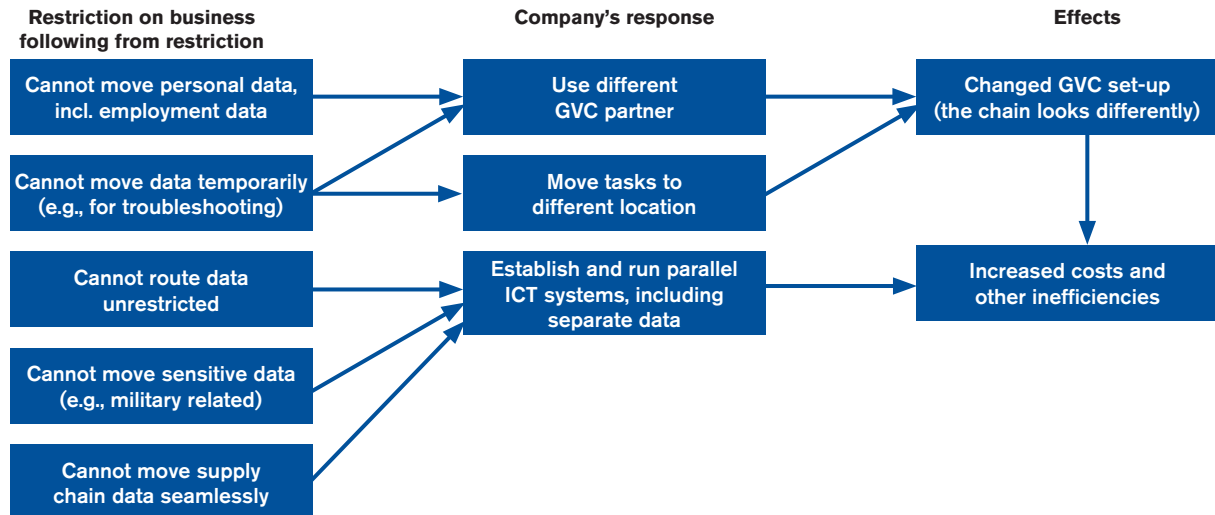 Restriction on business
following from restriction
Company's response
Effects
Cannot move personal data,
incl. employment data
Use different
GVC partner
Changed GVC set-up
(the chain looks differently)
Cannot move data temporarily
(e.g., for troubleshooting)
Move tasks to
different location
Cannot route data
unrestricted
Establish and run parallel
ICT systems, including
separate data
Increased costs and
other inefficiencies
Cannot move sensitive data
(e.g., military related)
Cannot move supply
chain data seamlessly